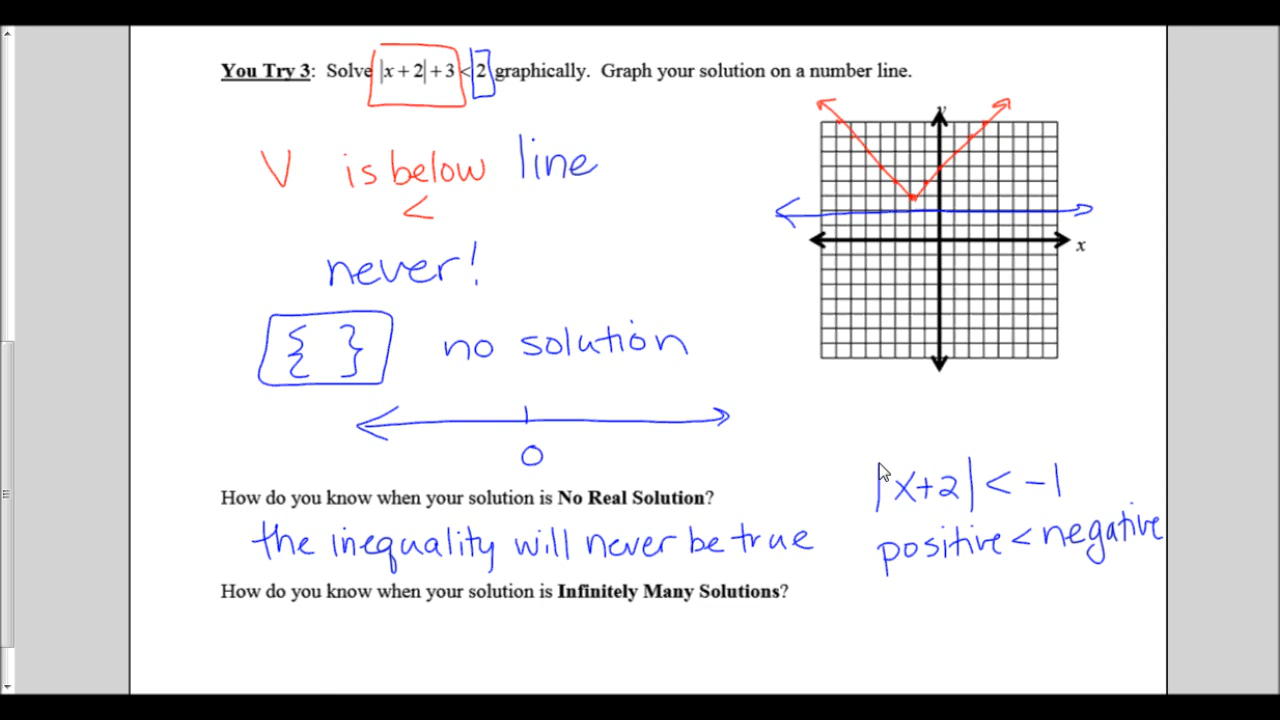 You Try 3: Solve |x + 2| + 3 < 2 graphically. Graph your solution on a number line.
y
V is below line
<
x
never!
{ } no solution
0
|x+2| < -1
How do you know when your solution is No Real Solution?
the inequality will never be true
positive < negative
How do you know when your solution is Infinitely Many Solutions?